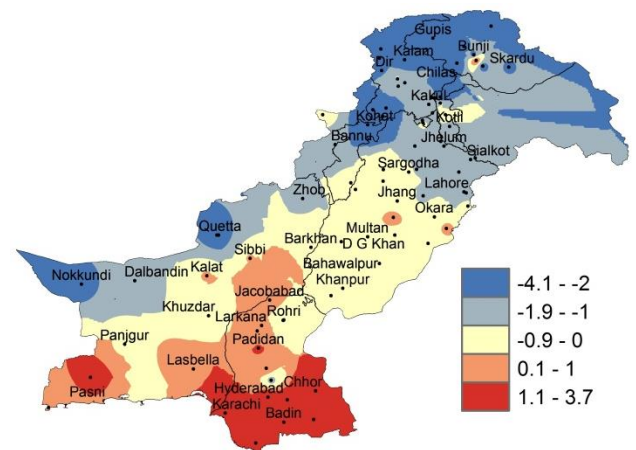 Gupis
Kalam
Bunji
Dir
Skardu
Chilas
Kakul
Kohat
Kotli
Bannu
Jhelum
Sialkot
Sargodha
Zhob
Jhang
Lahore
Okara
Quetta
Multan
Barkhan
D G Khan
Sibbi
Nokkundi
Dalbandin
Kalat
Bahawalpur
Khanpur
Jacobabad
Khuzdar
Larkana
Rohri
Panjgur
Padidan
Lasbella
Pasni
Hyderabad
Chhor
Karachi
Badin
-4.1 - -2
-1.9 - -1
-0.9 - 0
0.1 - 1
1.1 - 3.7